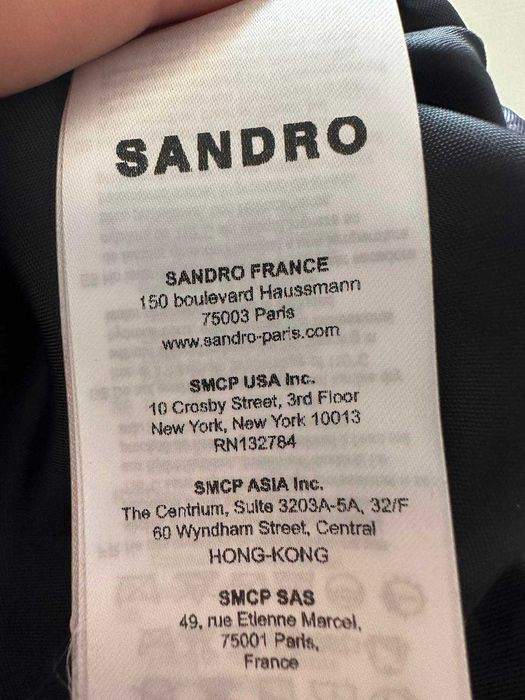 SANDRO
SANDRO FRANCE
150 boulevard Haussmann
75003 Paris
www.sandro-paris.com
SMCP USA Inc.
10 Crosby Street, 3rd Floor
New York, New York 10013
RN132784
SMCP ASIA Inc.
The Centrium, Suite 3203A-5A, 32/F
60 Wyndham Street, Central
HONG-KONG
SMCP SAS
49, rue Etienne Marcel,
75001 Paris,
France